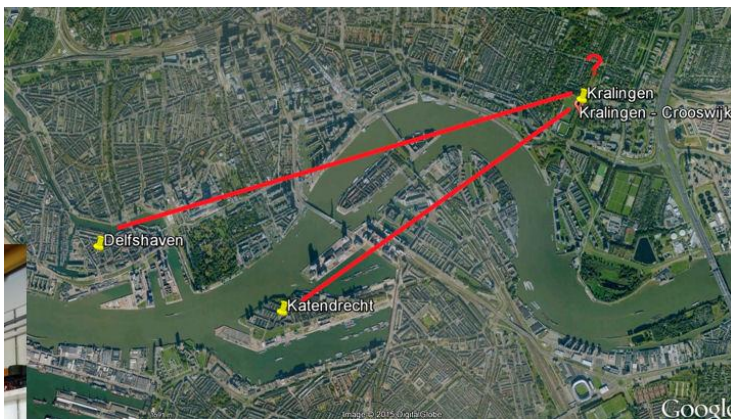 ?
Kralingen
Kralingen - Crooswijk
Delfshaven
Katendrecht
Image © 2015 DigitalGlobe
Google